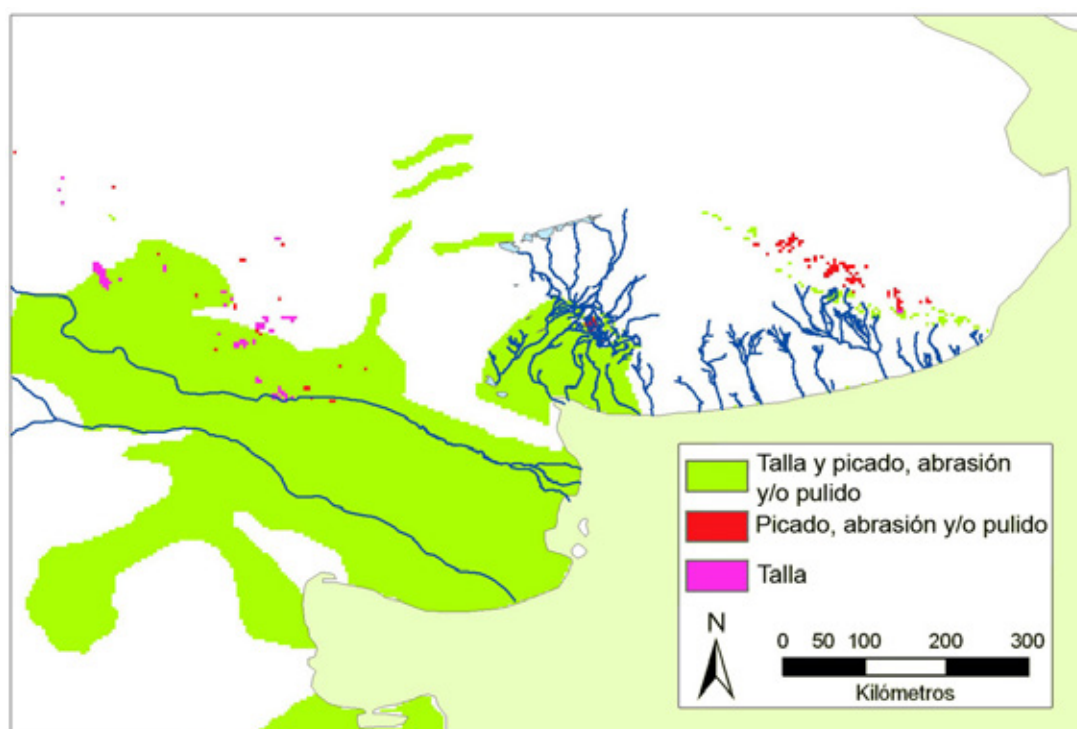 Talla y picado, abrasión
y/o pulido
Picado, abrasión y/o pulido
Talla
N
0 50 100 200 300
Kilómetros